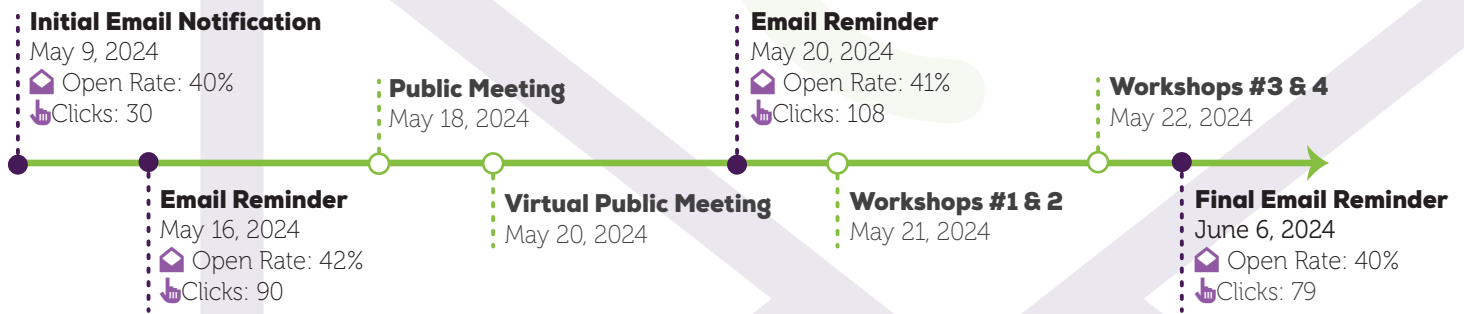 Initial Email Notification
May 9, 2024
Open Rate: 40%
Clicks: 30
Email Reminder
May 16, 2024
Open Rate: 42%
Clicks: 90
Public Meeting
May 18, 2024
Virtual Public Meeting
May 20, 2024
Email Reminder
May 20, 2024
Open Rate: 41%
Clicks: 108
Workshops #1 & 2
May 21, 2024
Workshops #3 & 4
May 22, 2024
Final Email Reminder
June 6, 2024
Open Rate: 40%
Clicks: 79